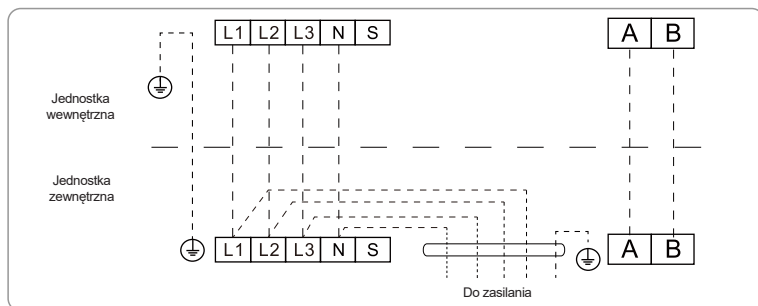 L1 L2 L3 N S
A B
Jednostka
wewnętrzna
Jednostka
zewnętrzna
L1 L2 L3 N S
A B
Do zasilania